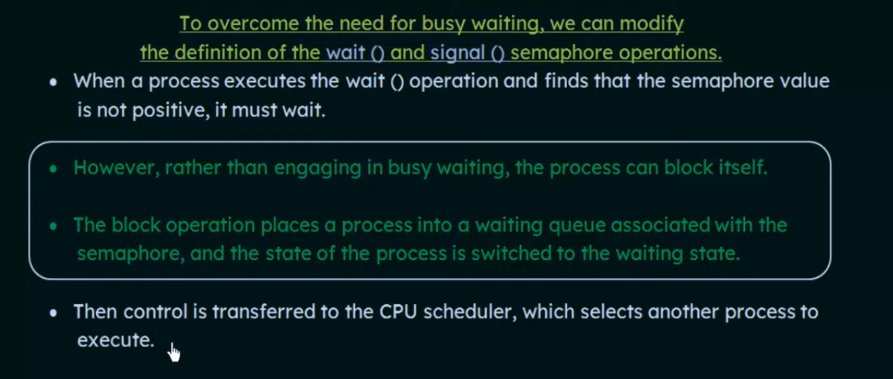 To overcome the need for busy waiting, we can modify
the definition of the wait () and signal () semaphore operations.
• When a process executes the wait () operation and finds that the semaphore value
is not positive, it must wait.
• However, rather than engaging in busy waiting, the process can block itself.
• The block operation places a process into a waiting queue associated with the
semaphore, and the state of the process is switched to the waiting state.
• Then control is transferred to the CPU scheduler, which selects another process to
execute.